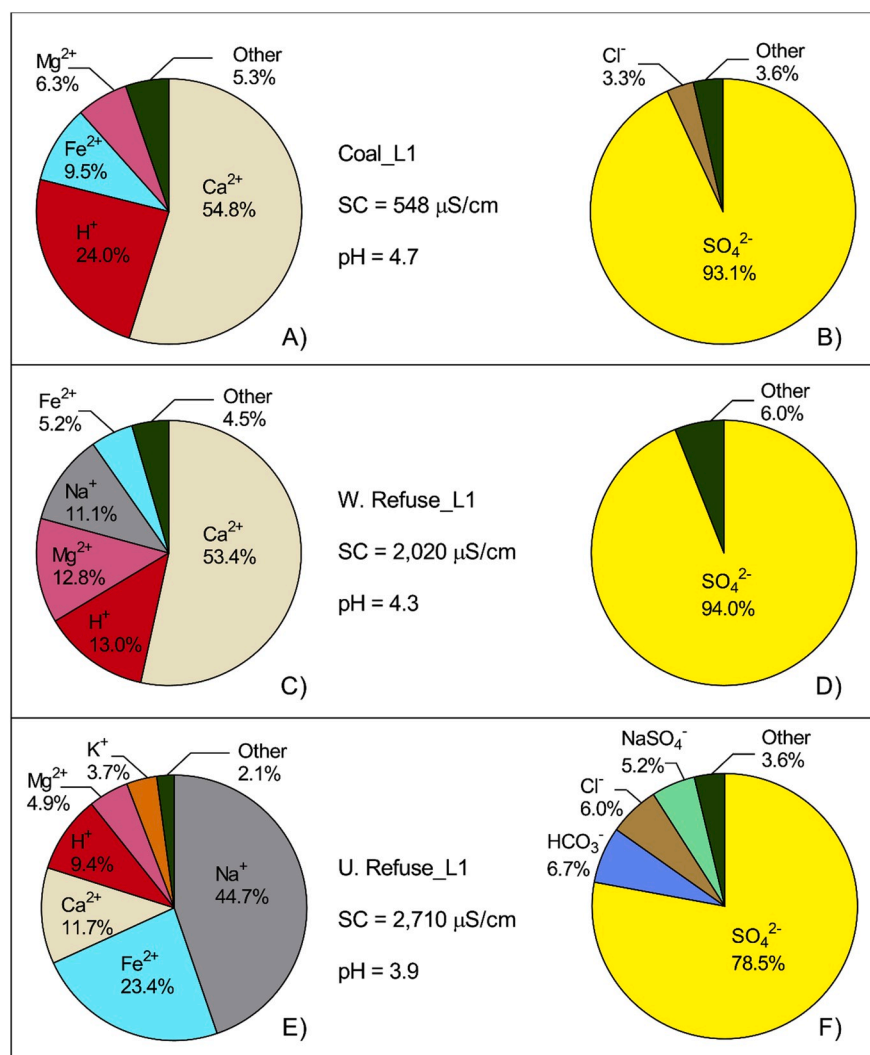 Mg²⁺
6.3%
Other
5.3%
Fe²⁺
9.5%
Ca²⁺
54.8%
H⁺
24.0%
A)
Coal_L1
SC = 548 μS/cm
pH = 4.7
Cl⁻
3.3%
Other
3.6%
SO₄²⁻
93.1%
B)
Fe²⁺
5.2%
Other
4.5%
Na⁺
11.1%
Ca²⁺
53.4%
Mg²⁺
12.8%
H⁺
13.0%
C)
W. Refuse_L1
SC = 2,020 μS/cm
pH = 4.3
Other
6.0%
SO₄²⁻
94.0%
D)
K⁺
3.7%
Other
2.1%
Mg²⁺
4.9%
H⁺
9.4%
Na⁺
44.7%
Ca²⁺
11.7%
Fe²⁺
23.4%
E)
U. Refuse_L1
SC = 2,710 μS/cm
pH = 3.9
NaSO₄⁻
5.2%
Other
3.6%
Cl⁻
6.0%
HCO₃⁻
6.7%
SO₄²⁻
78.5%
F)